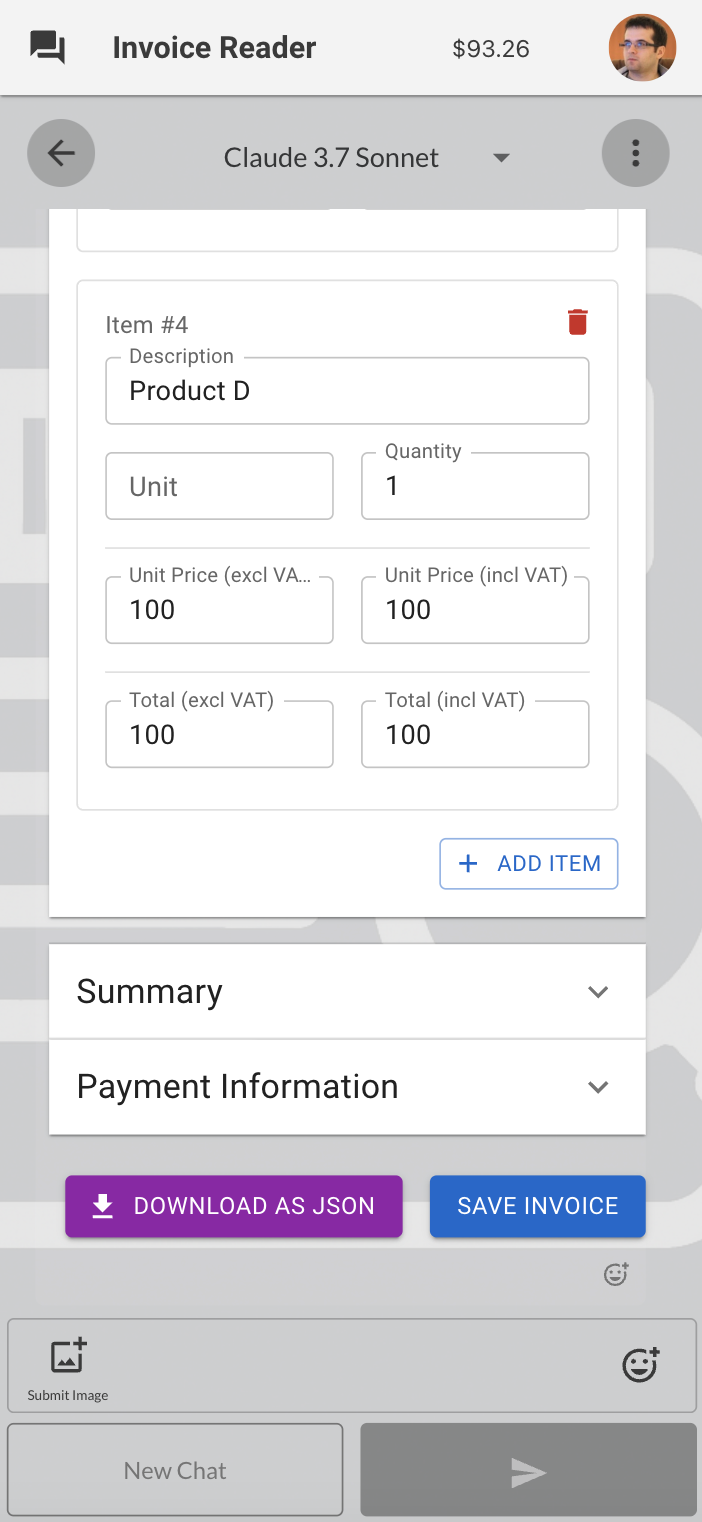 Invoice Reader
$93.26
Claude 3.7 Sonnet
Item #4
Description
Product D
Unit
Quantity
1
Unit Price (excl VA...
100
Unit Price (incl VAT)
100
Total (excl VAT)
100
Total (incl VAT)
100
+ ADD ITEM
Summary
Payment Information
DOWNLOAD AS JSON
SAVE INVOICE
Submit Image
New Chat